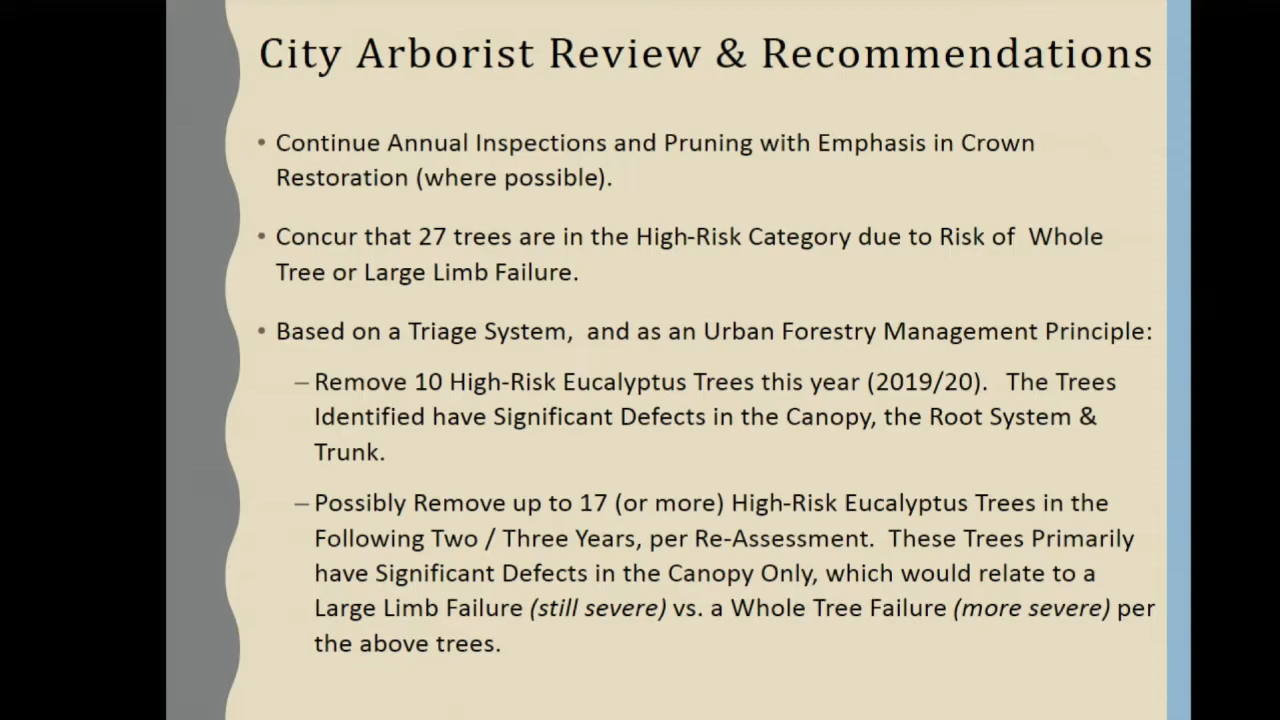 City Arborist Review & Recommendations
• Continue Annual Inspections and Pruning with Emphasis in Crown
Restoration (where possible).
• Concur that 27 trees are in the High-Risk Category due to Risk of  Whole
Tree or Large Limb Failure.
• Based on a Triage System,  and as an Urban Forestry Management Principle:
– Remove 10 High-Risk Eucalyptus Trees this year (2019/20).   The Trees
Identified have Significant Defects in the Canopy, the Root System &
Trunk.
– Possibly Remove up to 17 (or more) High-Risk Eucalyptus Trees in the
Following Two / Three Years, per Re-Assessment.  These Trees Primarily
have Significant Defects in the Canopy Only, which would relate to a
Large Limb Failure (still severe) vs. a Whole Tree Failure (more severe) per
the above trees.